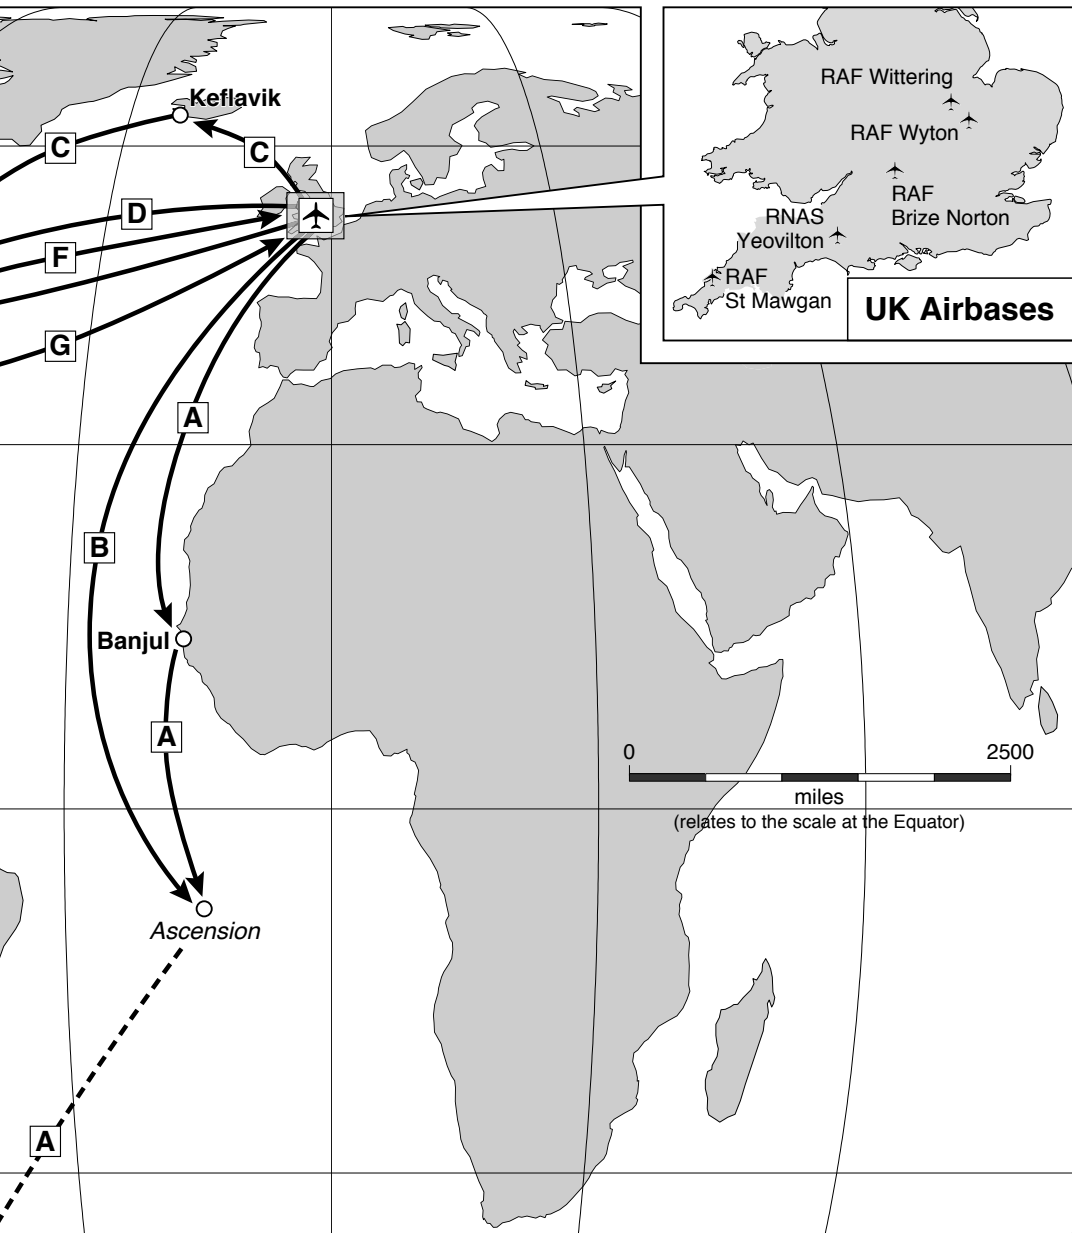 Keflavik
C
C
D
F
G
A
B
Banjul
A
Ascension
A
RAF Wittering
RAF Wyton
RAF
Brize Norton
RNAS
Yeovilton
RAF
St Mawgan
UK Airbases
0 2500
miles
(relates to the scale at the Equator)